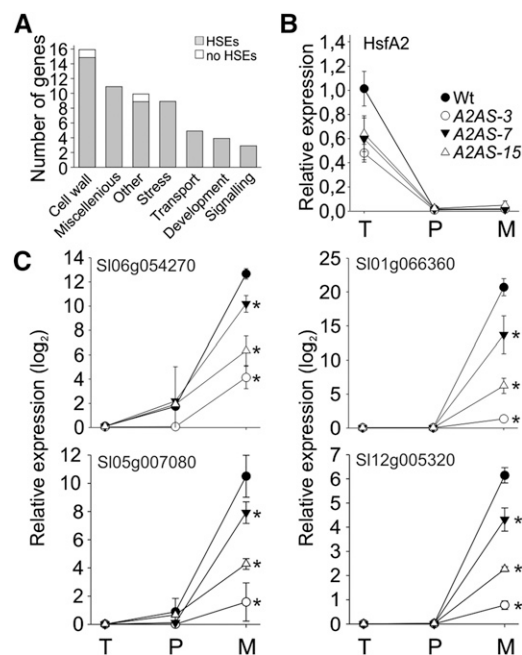 A
Number of genes
16
14
12
10
8
6
4
2
0
HSEs
no HSEs
Cell wall
Miscellenious
Other
Stress
Transport
Development
Signalling
B
Relative expression
1,4
1,2
1,0
0,8
0,6
0,4
0,2
0,0
HsfA2
Wt
A2AS-3
A2AS-7
A2AS-15
T P M
C
Relative expression (log2)
Sl06g054270
14
12
10
8
6
4
2
0
*
*
*
Sl01g066360
25
20
15
10
5
0
*
*
*
Sl05g007080
12
10
8
6
4
2
0
*
*
*
T P M
Relative expression (log2)
Sl12g005320
7
6
5
4
3
2
1
0
*
*
*
T P M